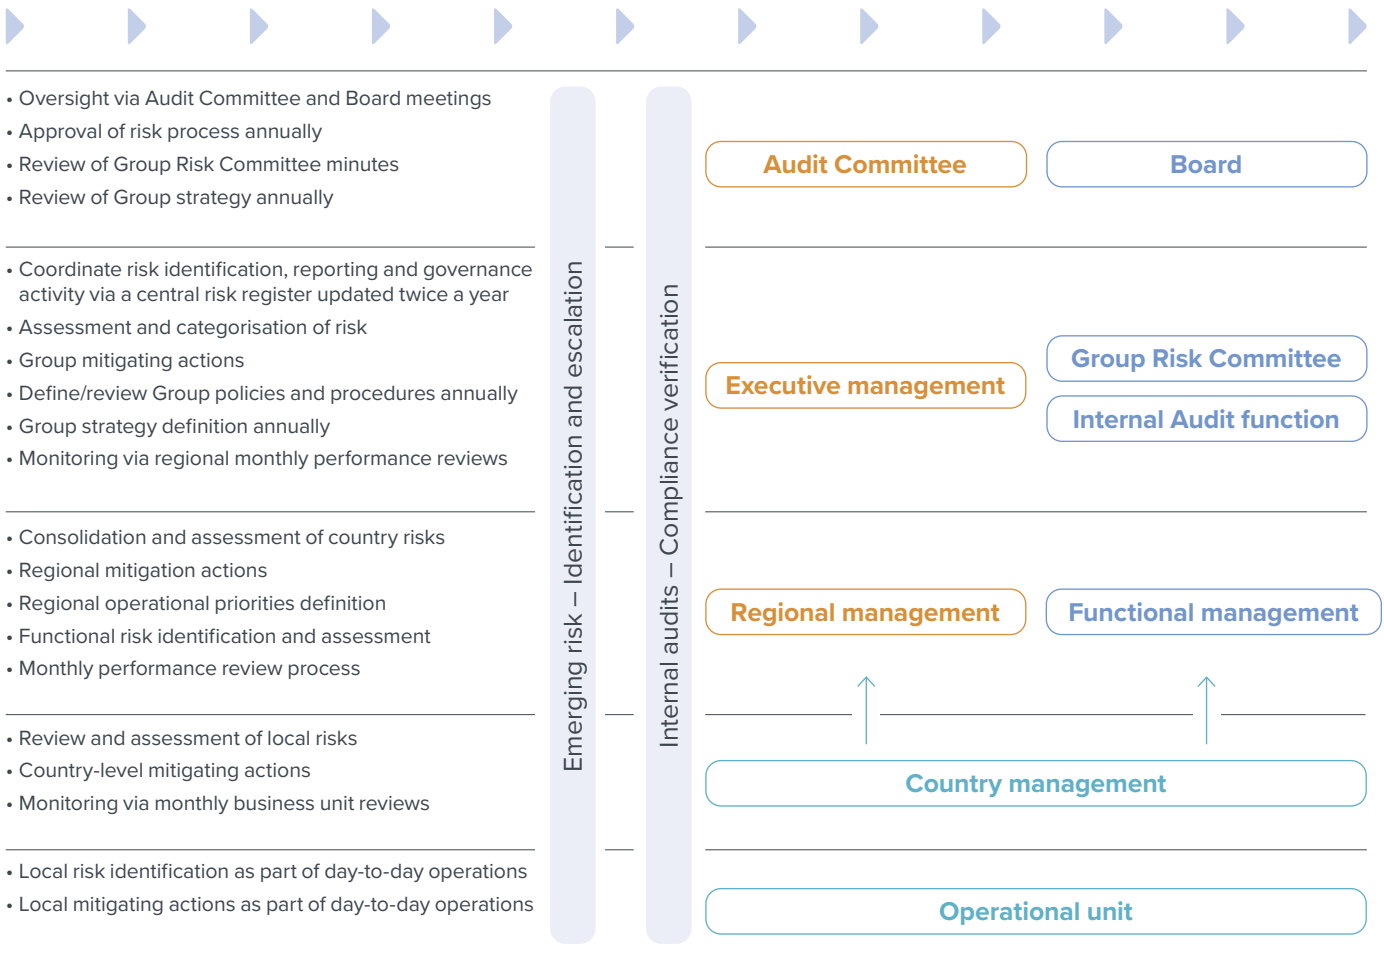 • Oversight via Audit Committee and Board meetings
• Approval of risk process annually
• Review of Group Risk Committee minutes
• Review of Group strategy annually
Audit Committee
Board
• Coordinate risk identification, reporting and governance
activity via a central risk register updated twice a year
• Assessment and categorisation of risk
• Group mitigating actions
• Define/review Group policies and procedures annually
• Group strategy definition annually
• Monitoring via regional monthly performance reviews
Executive management
Group Risk Committee
Internal Audit function
• Consolidation and assessment of country risks
• Regional mitigation actions
• Regional operational priorities definition
• Functional risk identification and assessment
• Monthly performance review process
Regional management
Functional management
• Review and assessment of local risks
• Country-level mitigating actions
• Monitoring via monthly business unit reviews
Country management
• Local risk identification as part of day-to-day operations
• Local mitigating actions as part of day-to-day operations
Operational unit
Emerging risk – Identification and escalation
Internal audits – Compliance verification